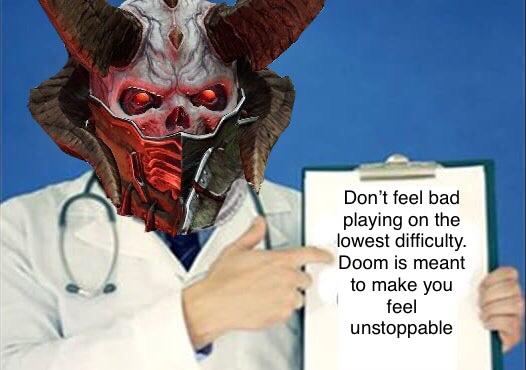 Don’t feel bad
playing on the
lowest difficulty.
Doom is meant
to make you
feel
unstoppable